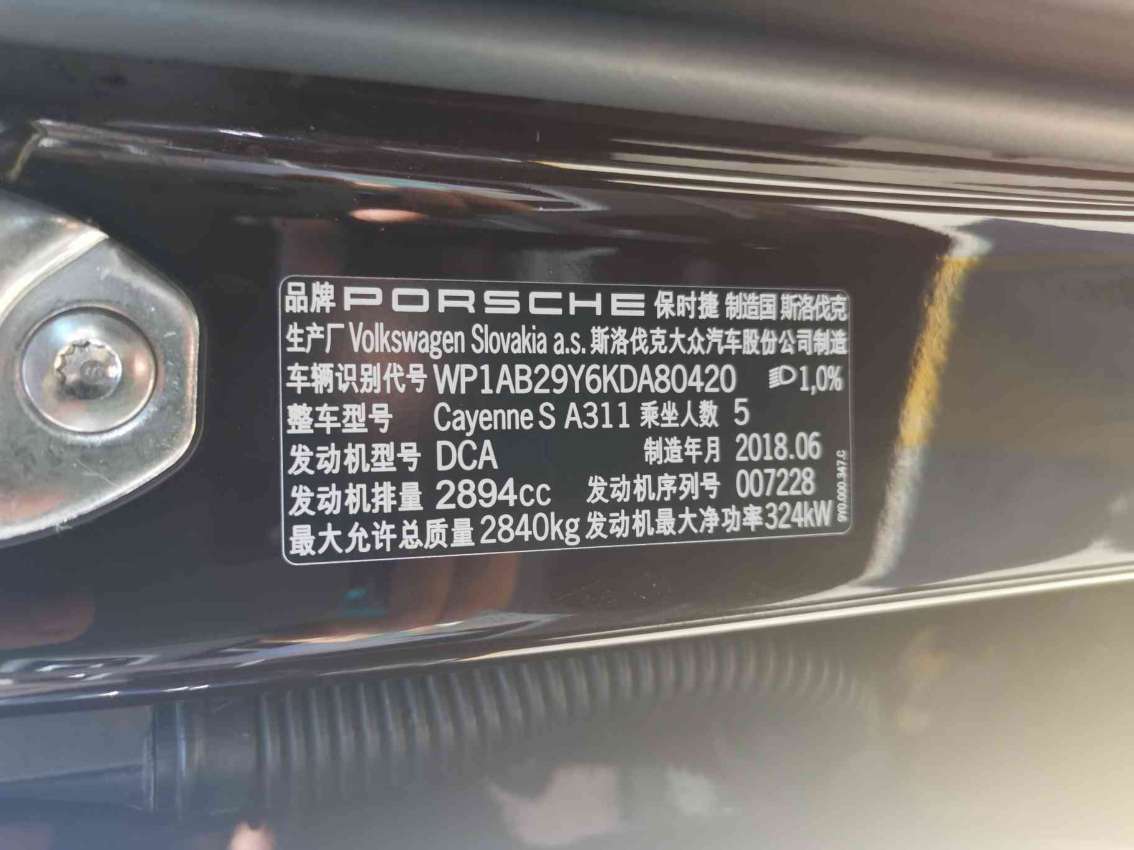 品牌 PORSCHE 保时捷 制造国 斯洛伐克
生产厂 Volkswagen Slovakia a.s. 斯洛伐克大众汽车股份公司制造
车辆识别代号 WP1AB29Y6KDA80420 1,0%
整车型号 Cayenne S A311 乘坐人数 5
发动机型号 DCA 制造年月 2018.06
发动机排量 2894cc 发动机序列号 007228
最大允许总质量 2840kg 发动机最大净功率 324kW
9Y0.000.347.C